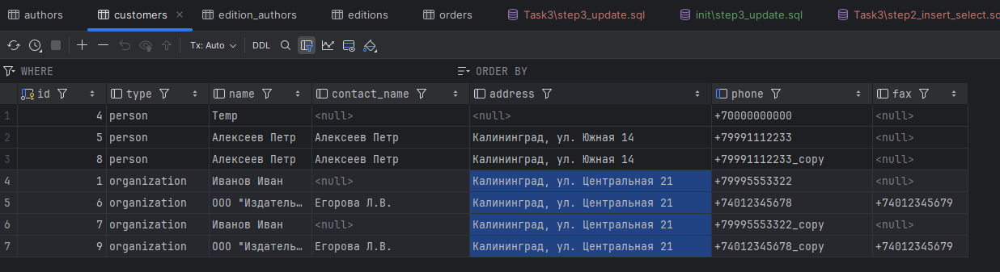 authors customers edition_authors editions orders Task3\step3_update.sql init\step3_update.sql Task3\step2_insert_select.sq
Tx: Auto DDL
WHERE ORDER BY
id type name contact_name address phone fax
1 4 person Temp <null> <null> +70000000000 <null>
2 5 person Алексеев Петр Алексеев Петр Калининград, ул. Южная 14 +79991112233 <null>
3 8 person Алексеев Петр Алексеев Петр Калининград, ул. Южная 14 +79991112233_copy <null>
4 1 organization Иванов Иван <null> Калининград, ул. Центральная 21 +79995553322 <null>
5 6 organization ООО "Издатель… Егорова Л.В. Калининград, ул. Центральная 21 +74012345678 +74012345679
6 7 organization Иванов Иван <null> Калининград, ул. Центральная 21 +79995553322_copy <null>
7 9 organization ООО "Издатель… Егорова Л.В. Калининград, ул. Центральная 21 +74012345678_copy +74012345679